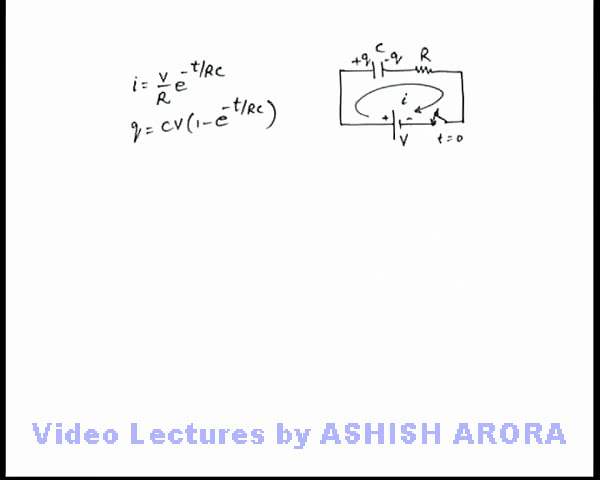 i = V/R e^-t/RC
q = CV(1 - e^-t/RC)
+q C -q R
i
+ -
V t=0
Video Lectures by ASHISH ARORA